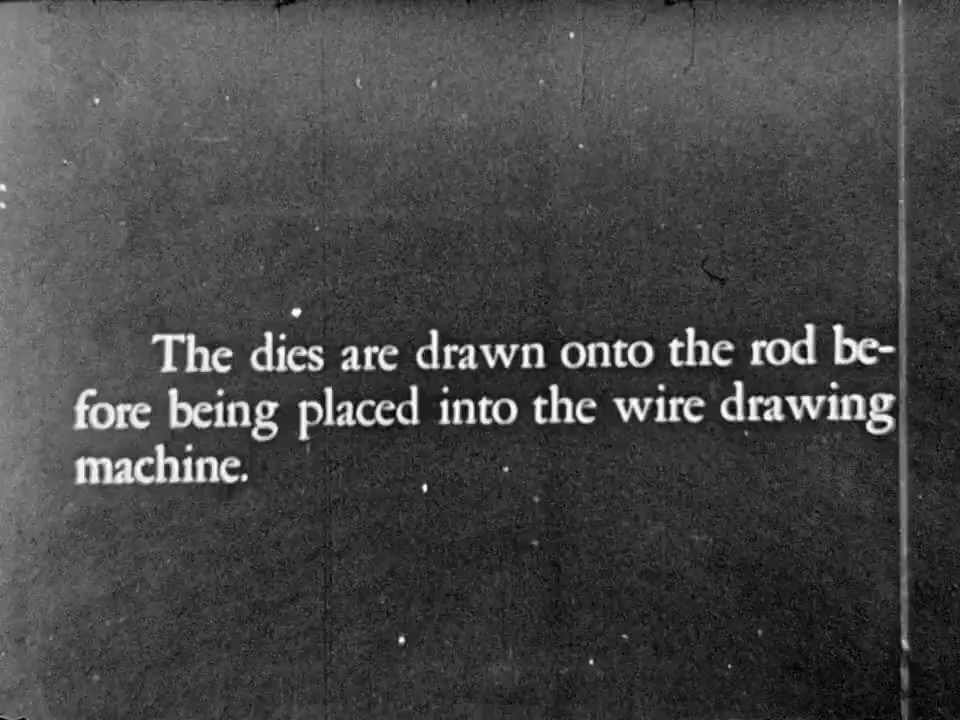 The dies are drawn onto the rod be-
fore being placed into the wire drawing
machine.